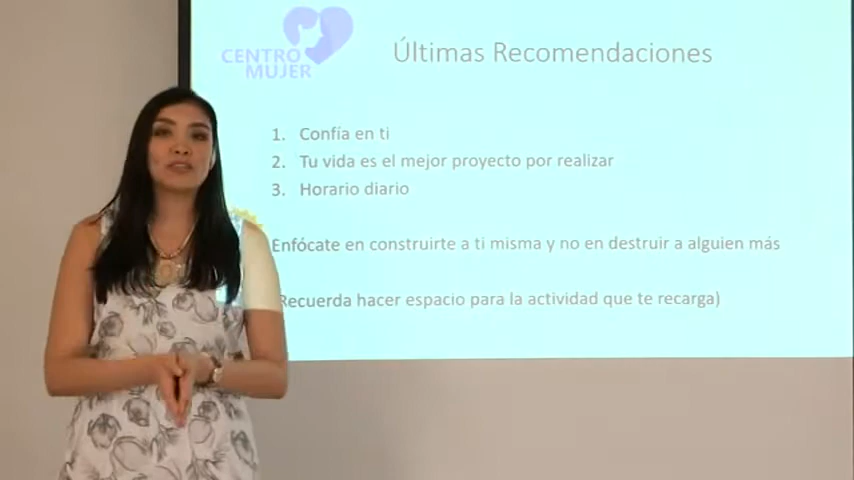 CENTRO
MUJER
Últimas Recomendaciones
1. Confía en ti
2. Tu vida es el mejor proyecto por realizar
3. Horario diario
Enfócate en construirte a ti misma y no en destruir a alguien más
Recuerda hacer espacio para la actividad que te recarga)